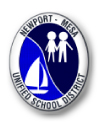 NEWPORT - MESA
UNIFIED SCHOOL DISTRICT